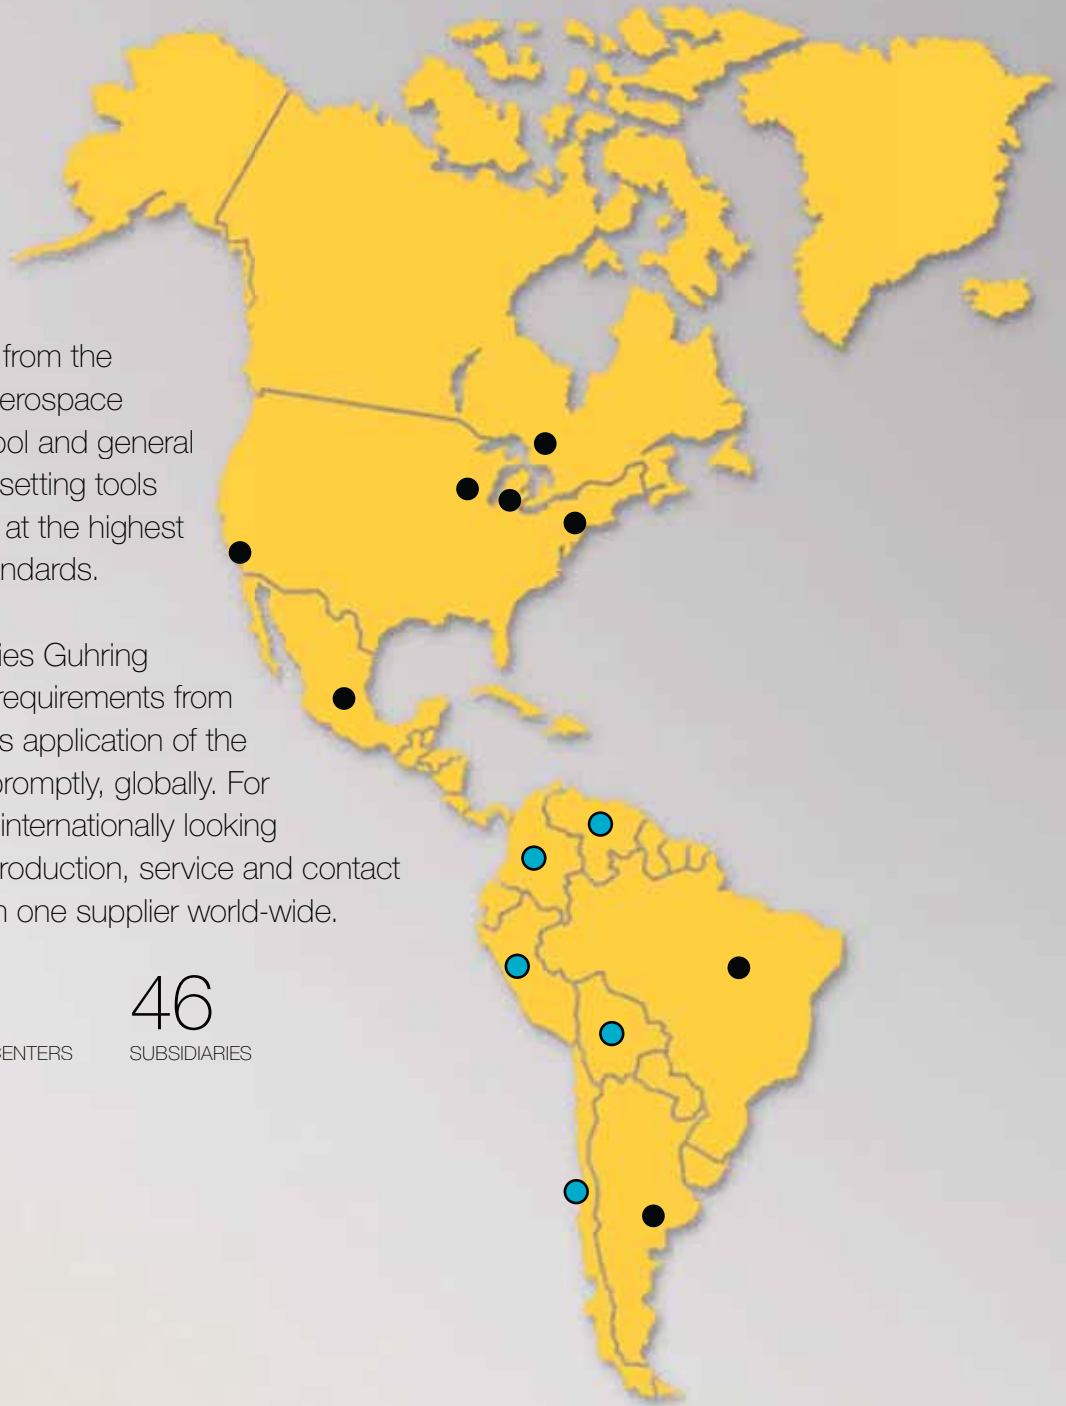 from the
erospace
ool and general
setting tools
at the highest
ndards.
ies Guhring
requirements from
s application of the
promptly, globally. For
internationally looking
roduction, service and contact
n one supplier world-wide.
46
ENTERS
SUBSIDIARIES